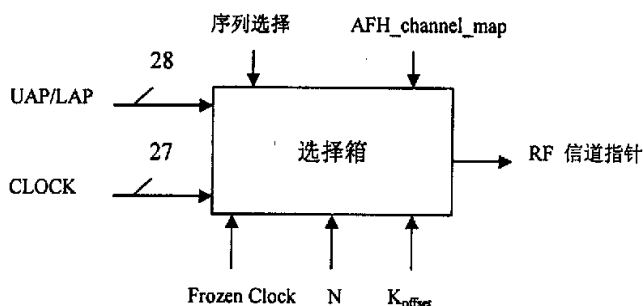 序列选择
AFH_channel_map
28
UAP/LAP
27
CLOCK
选择箱
RF 信道指针
Frozen Clock
N
Koffset